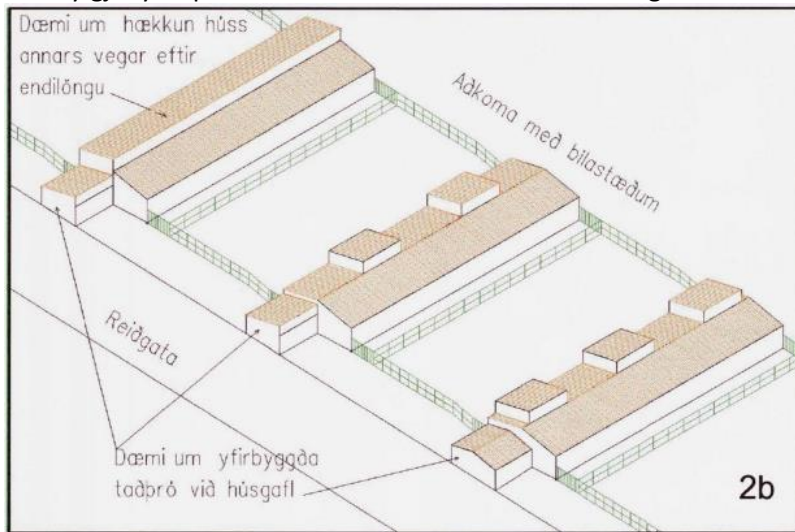 Dæmi um hækkun húss
annars vegar eftir
endilöngu
Aðkoma með bílastæðum
Reiðgata
Dæmi um yfirbyggða
taðþró við húsgafl
2b